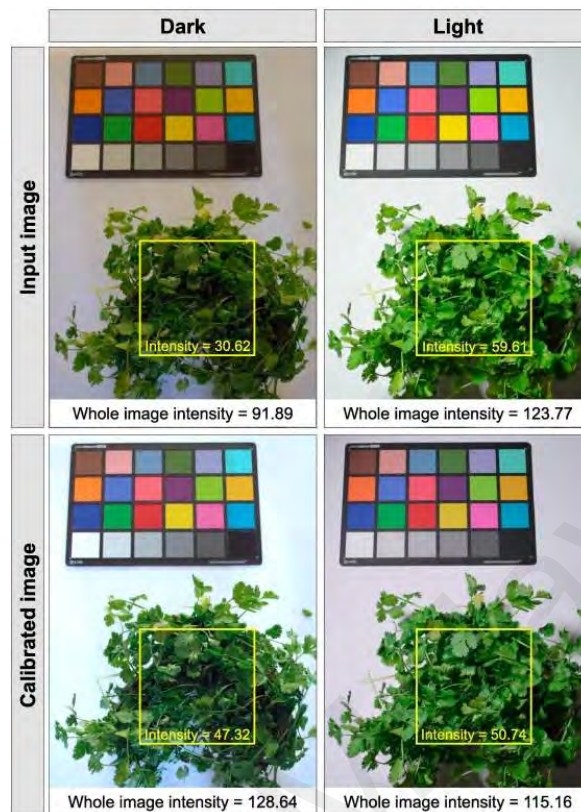 Dark
Light
Input image
Intensity = 30.62
Intensity = 59.61
Whole image intensity = 91.89
Whole image intensity = 123.77
Calibrated image
Intensity = 47.32
Intensity = 50.74
Whole image intensity = 128.64
Whole image intensity = 115.16